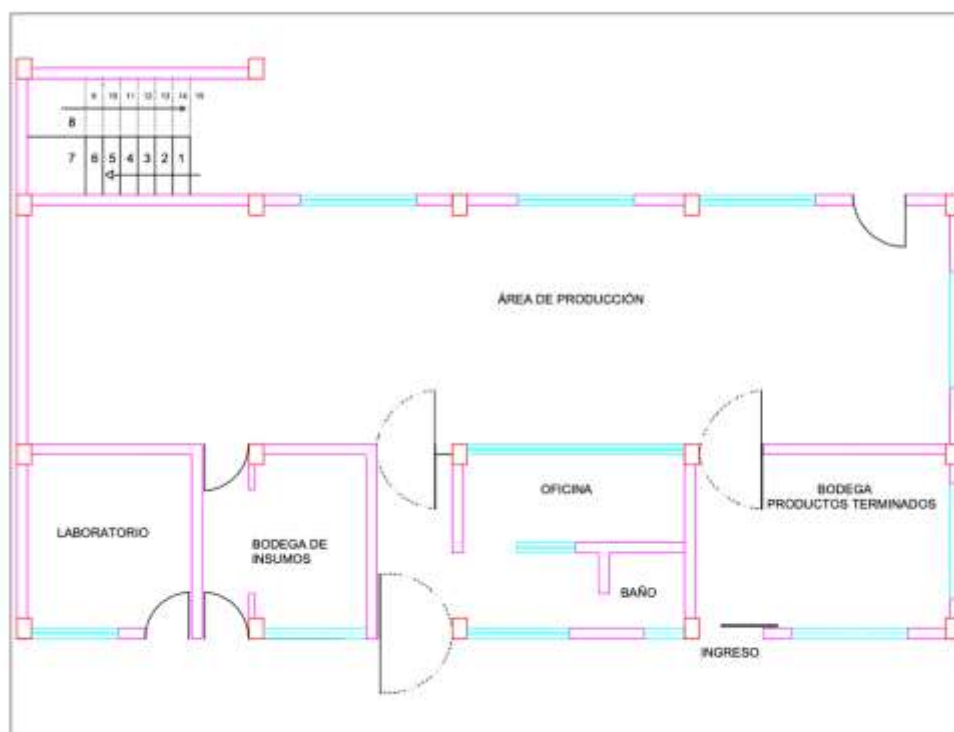 9 10 11 12 13 14 15
8
7 6 5 4 3 2 1
ÁREA DE PRODUCCIÓN
OFICINA
BODEGA
PRODUCTOS TERMINADOS
LABORATORIO
BODEGA DE
INSUMOS
BAÑO
INGRESO